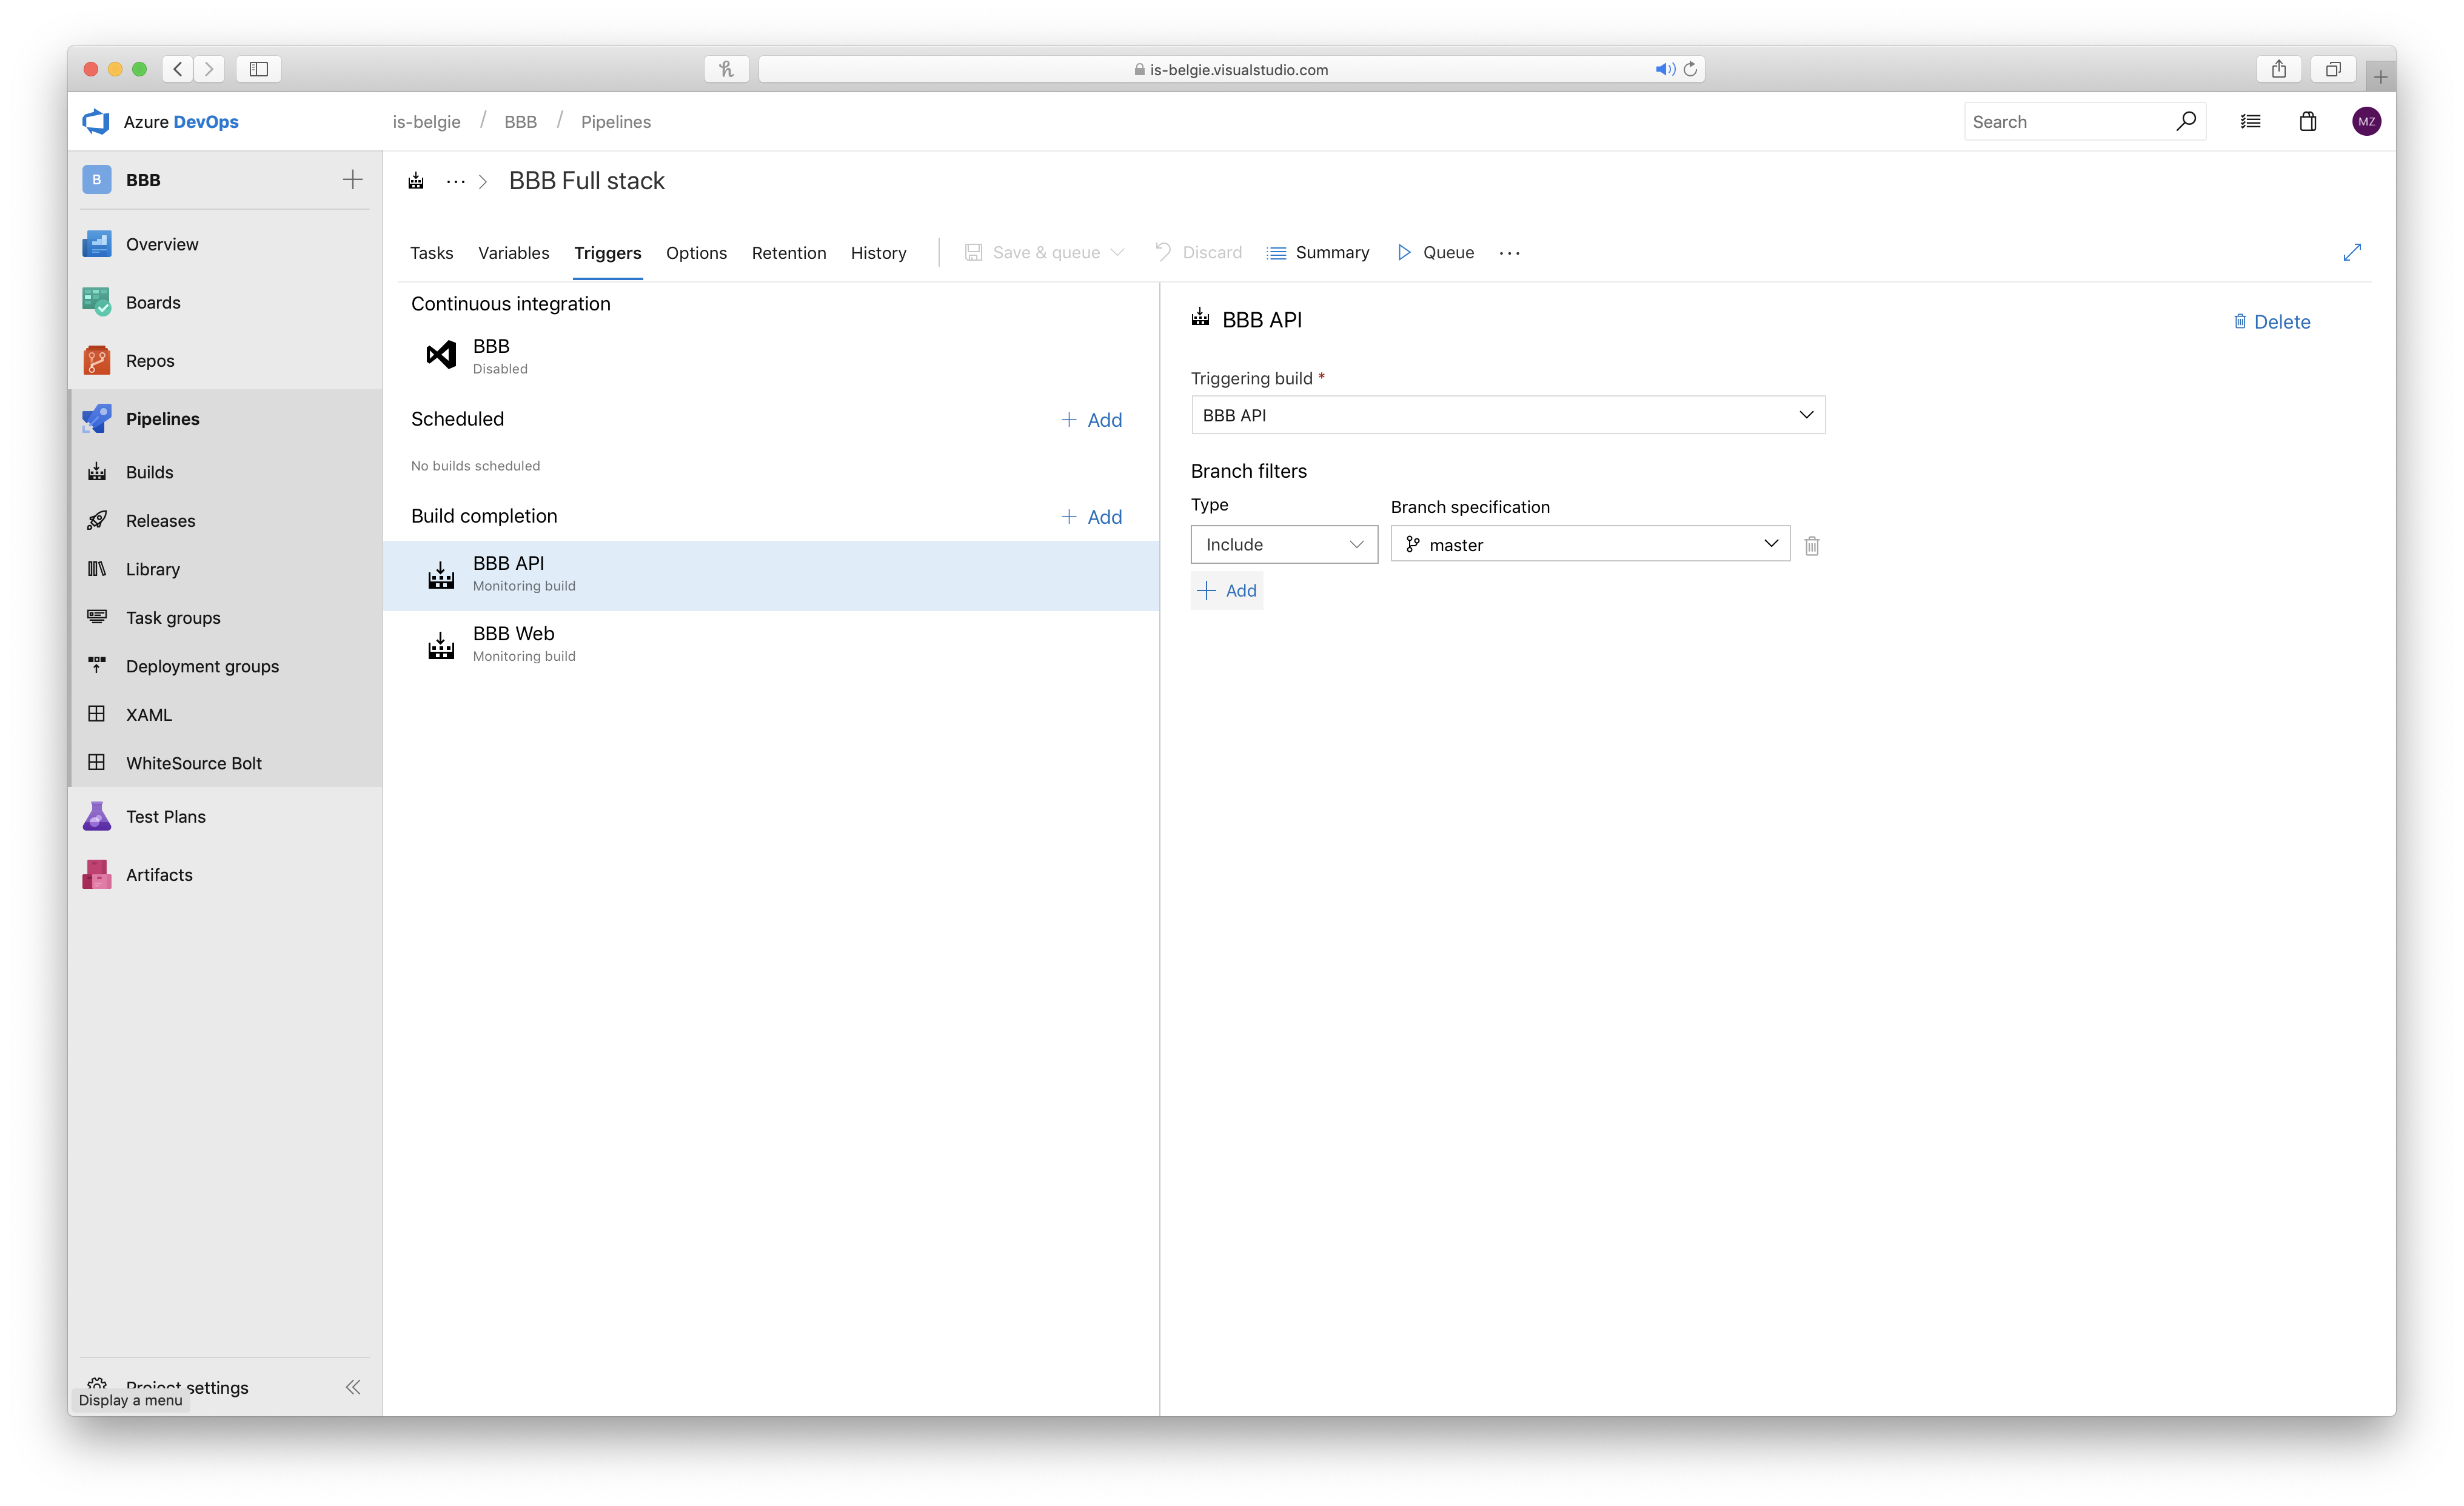 is-belgie.visualstudio.com
Azure DevOps
is-belgie / BBB / Pipelines
Search
MZ
B BBB
Overview
Boards
Repos
Pipelines
Builds
Releases
Library
Task groups
Deployment groups
XAML
WhiteSource Bolt
Test Plans
Artifacts
Project settings
Display a menu
BBB Full stack
Tasks Variables Triggers Options Retention History Save & queue Discard Summary Queue
Continuous integration
BBB
Disabled
Scheduled
Add
No builds scheduled
Build completion
Add
BBB API
Monitoring build
BBB Web
Monitoring build
BBB API
Delete
Triggering build *
BBB API
Branch filters
Type Branch specification
Include master
Add